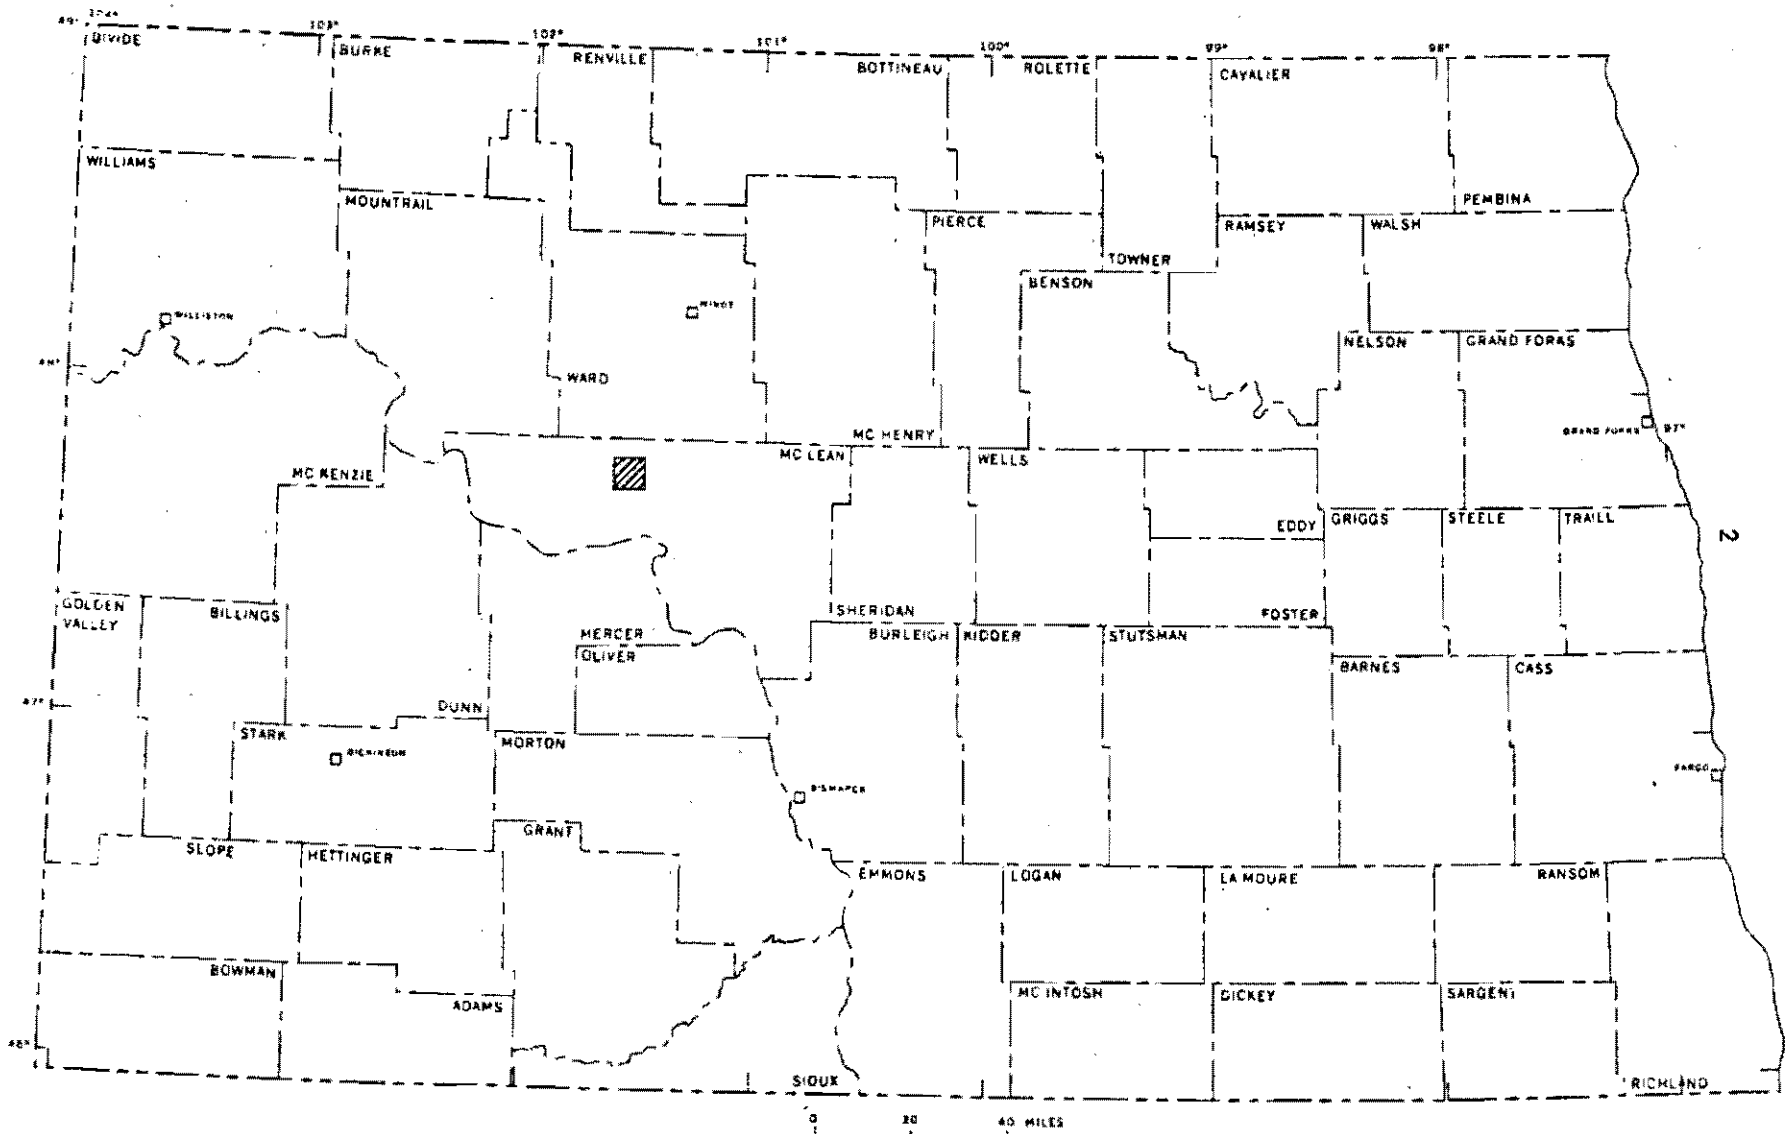 49° 104°
103°
102°
101°
100°
99°
98°
DIVIDE
BURKE
RENVILLE
BOTTINEAU
ROLETTE
CAVALIER
WILLIAMS
MOUNTRAIL
PIERCE
PEMBINA
RAMSEY
WALSH
TOWNER
BENSON
WILLISTON
MINOT
48°
WARD
NELSON
GRAND FORKS
MC HENRY
GRAND FORKS
97°
MC KENZIE
MC LEAN
WELLS
EDDY
GRIGGS
STEELE
TRAILL
2
GOLDEN
VALLEY
BILLINGS
SHERIDAN
FOSTER
MERCER
BURLEIGH
KIDDER
STUTSMAN
OLIVER
BARNES
CASS
47°
DUNN
STARK
MORTON
DICKINSON
BISMARCK
FARGO
GRANT
SLOPE
HETTINGER
EMMONS
LOGAN
LA MOURE
RANSOM
BOWMAN
ADAMS
MC INTOSH
DICKEY
SARGENT
46°
SIOUX
RICHLAND
0 20 40 MILES